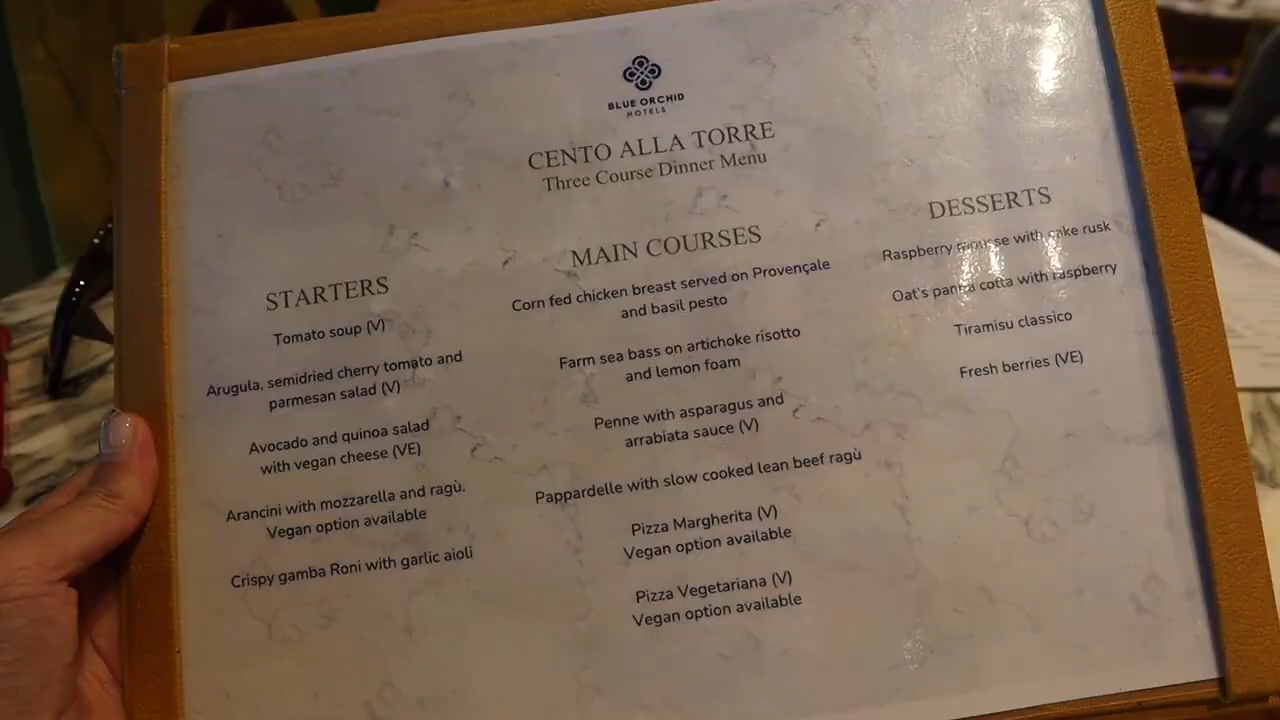 BLUE ORCHID
HOTELS
CENTO ALLA TORRE
Three Course Dinner Menu
STARTERS
Tomato soup (V)
Arugula, semidried cherry tomato and
parmesan salad (V)
Avocado and quinoa salad
with vegan cheese (VE)
Arancini with mozzarella and ragù.
Vegan option available
Crispy gamba Roni with garlic aioli
MAIN COURSES
Corn fed chicken breast served on Provençale
and basil pesto
Farm sea bass on artichoke risotto
and lemon foam
Penne with asparagus and
arrabiata sauce (V)
Pappardelle with slow cooked lean beef ragù
Pizza Margherita (V)
Vegan option available
Pizza Vegetariana (V)
Vegan option available
DESSERTS
Raspberry mousse with cake rusk
Oat's panna cotta with raspberry
Tiramisu classico
Fresh berries (VE)